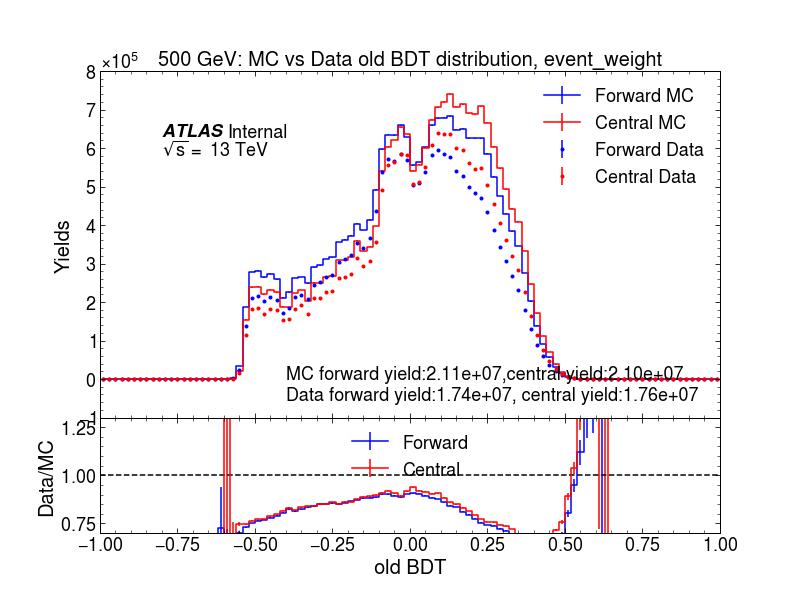 ×10⁵ 500 GeV: MC vs Data old BDT distribution, event_weight
8
7
6
5
4
3
2
1
0
−1
Yields
ATLAS Internal
√s = 13 TeV
Forward MC
Central MC
Forward Data
Central Data
MC forward yield:2.11e+07,central yield:2.10e+07
Data forward yield:1.74e+07, central yield:1.76e+07
1.25
1.00
0.75
Data/MC
Forward
Central
−1.00 −0.75 −0.50 −0.25 0.00 0.25 0.50 0.75 1.00
old BDT